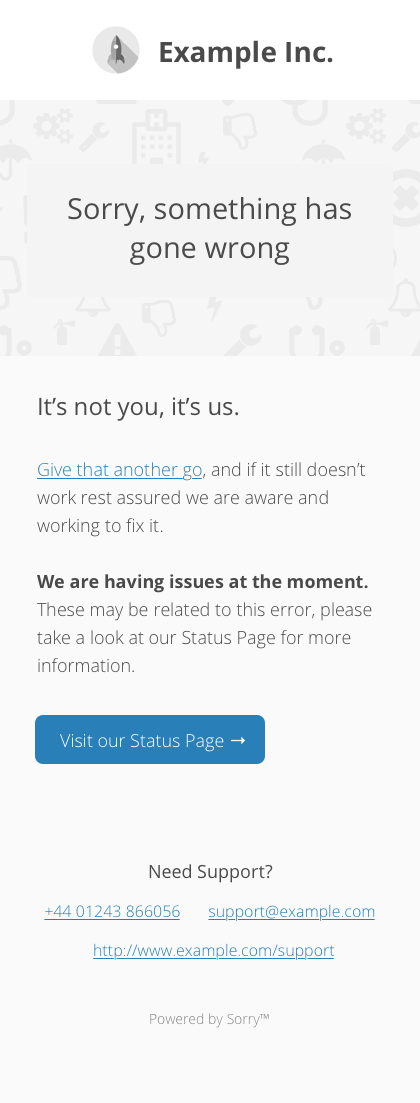 Example Inc.
Sorry, something has
gone wrong
It’s not you, it’s us.
Give that another go, and if it still doesn’t
work rest assured we are aware and
working to fix it.
We are having issues at the moment.
These may be related to this error, please
take a look at our Status Page for more
information.
Visit our Status Page →
Need Support?
+44 01243 866056 support@example.com
http://www.example.com/support
Powered by Sorry™